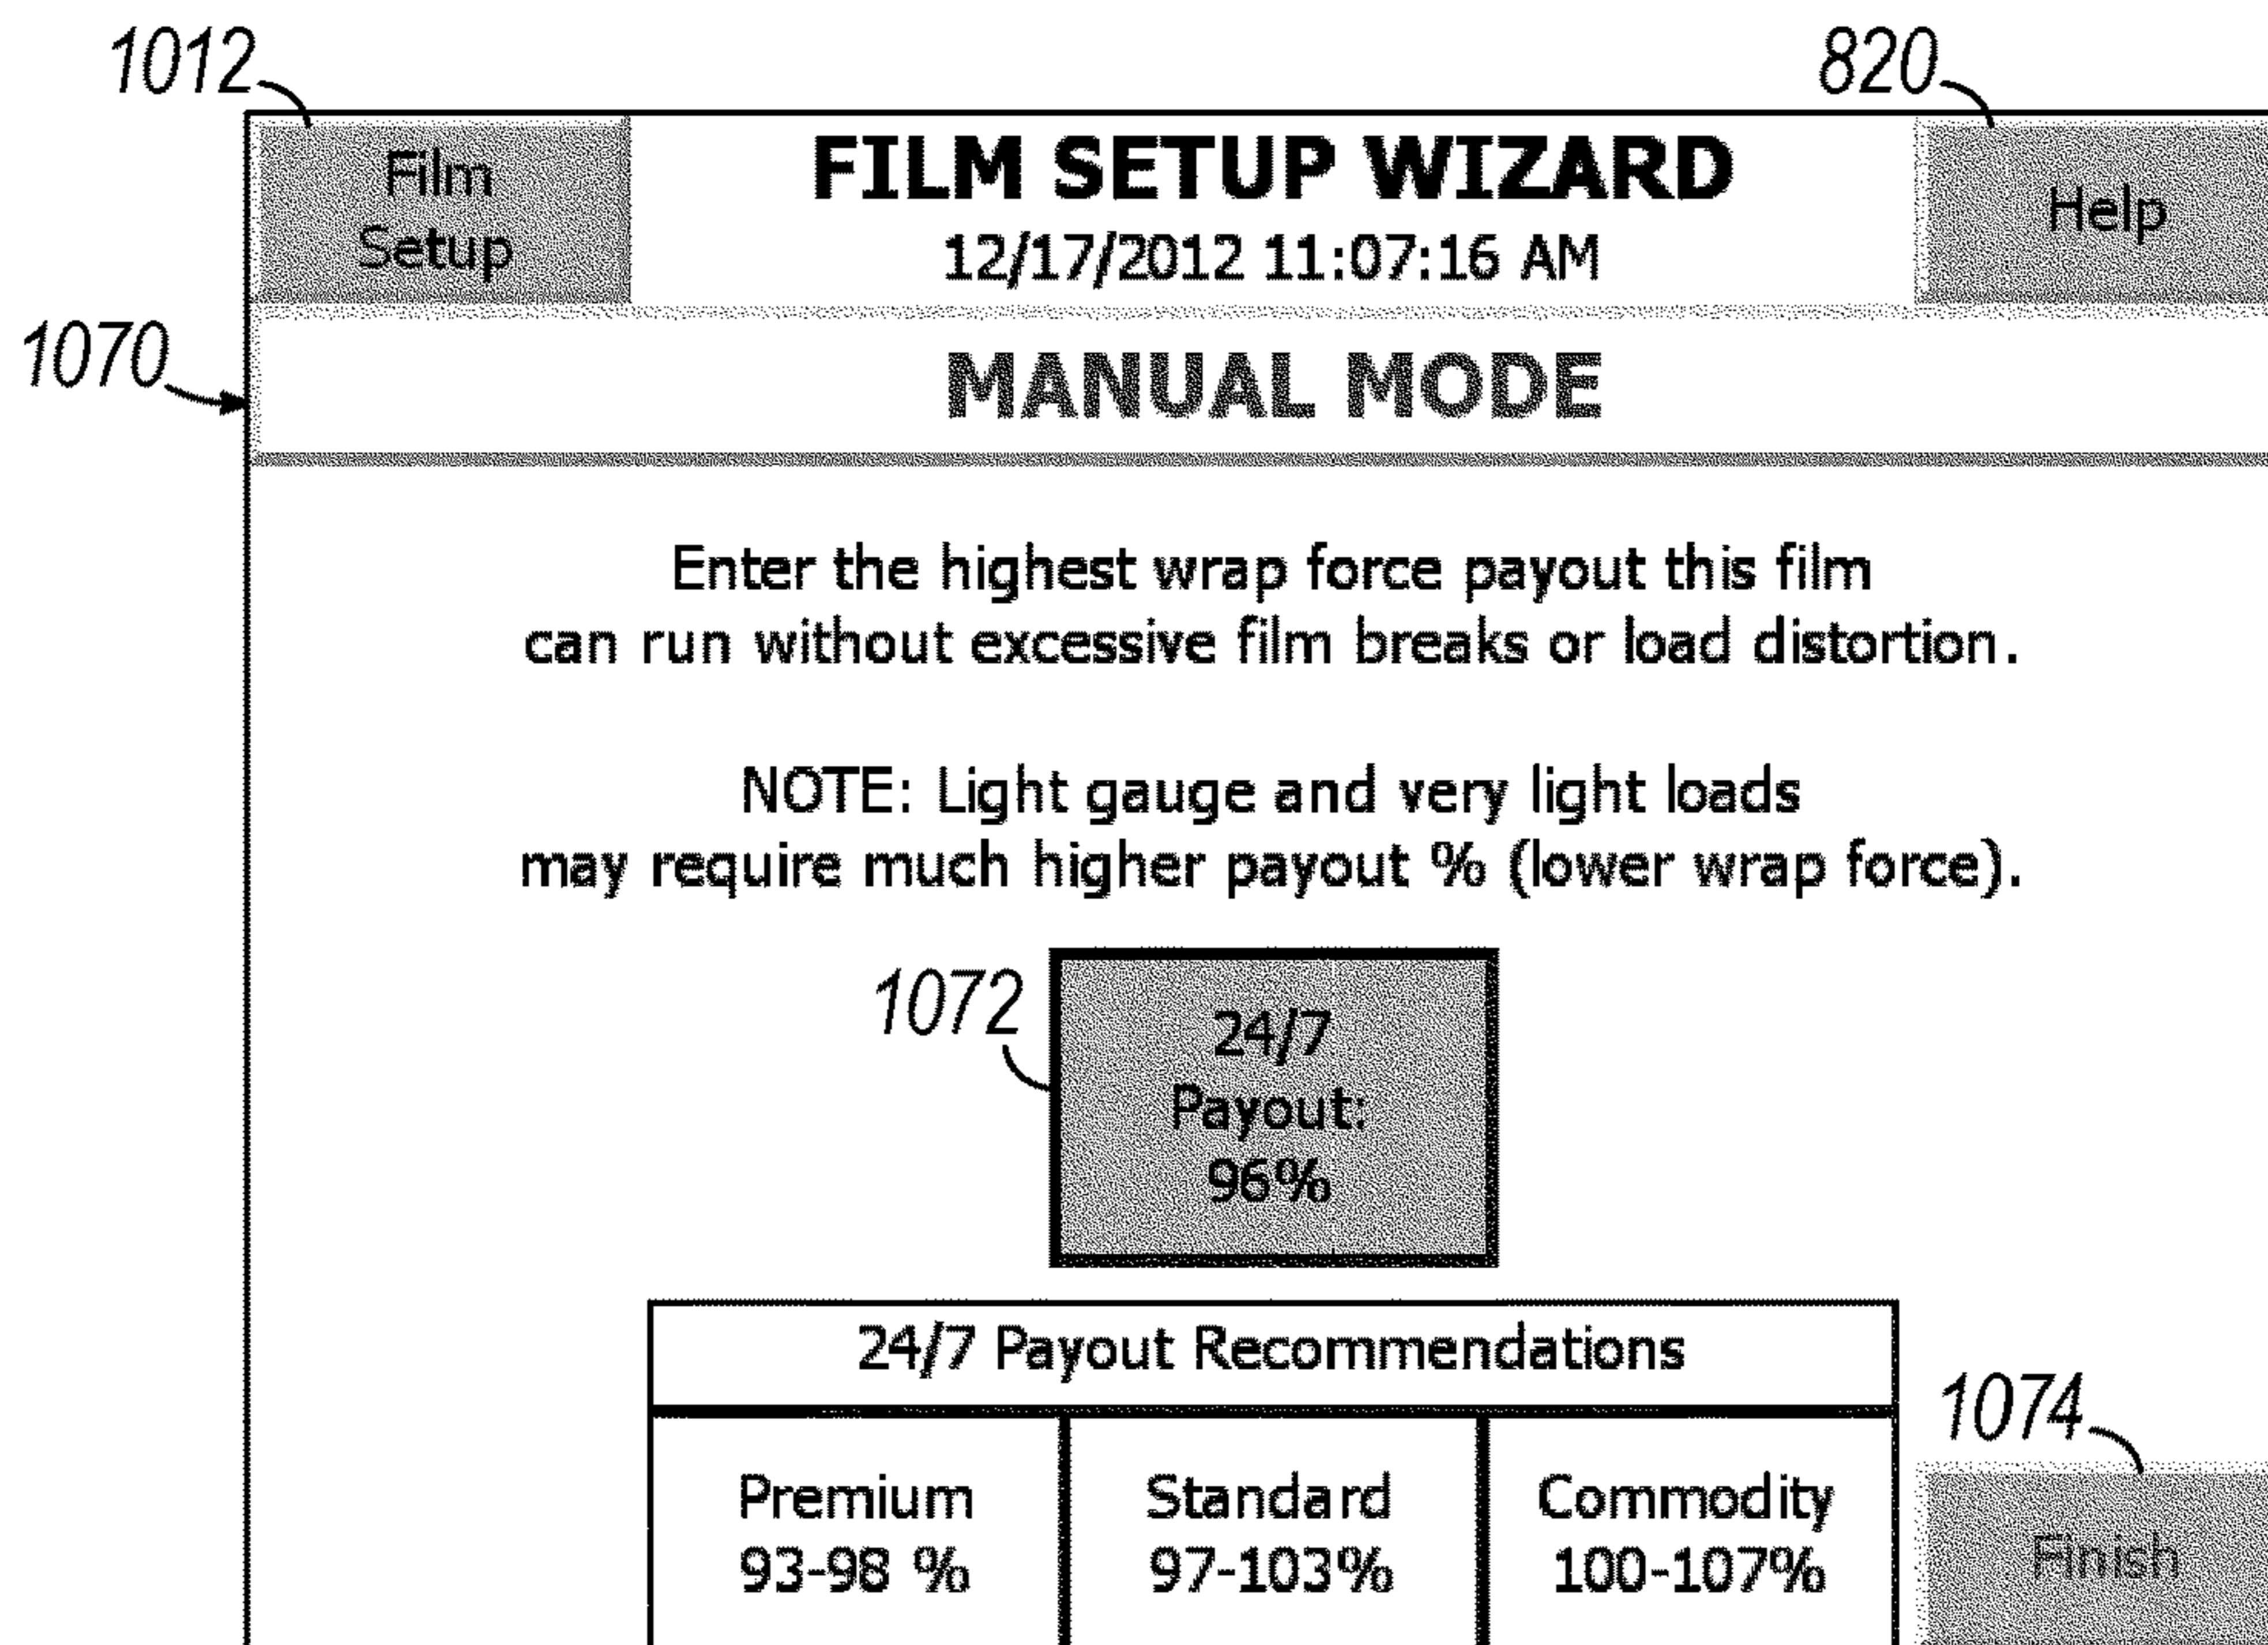 1012
820
Film
Setup
FILM SETUP WIZARD
12/17/2012 11:07:16 AM
Help
1070
MANUAL MODE
Enter the highest wrap force payout this film
can run without excessive film breaks or load distortion.
NOTE: Light gauge and very light loads
may require much higher payout % (lower wrap force).
1072
24/7
Payout:
96%
24/7 Payout Recommendations
1074
Premium
93-98 %
Standard
97-103%
Commodity
100-107%
Finish